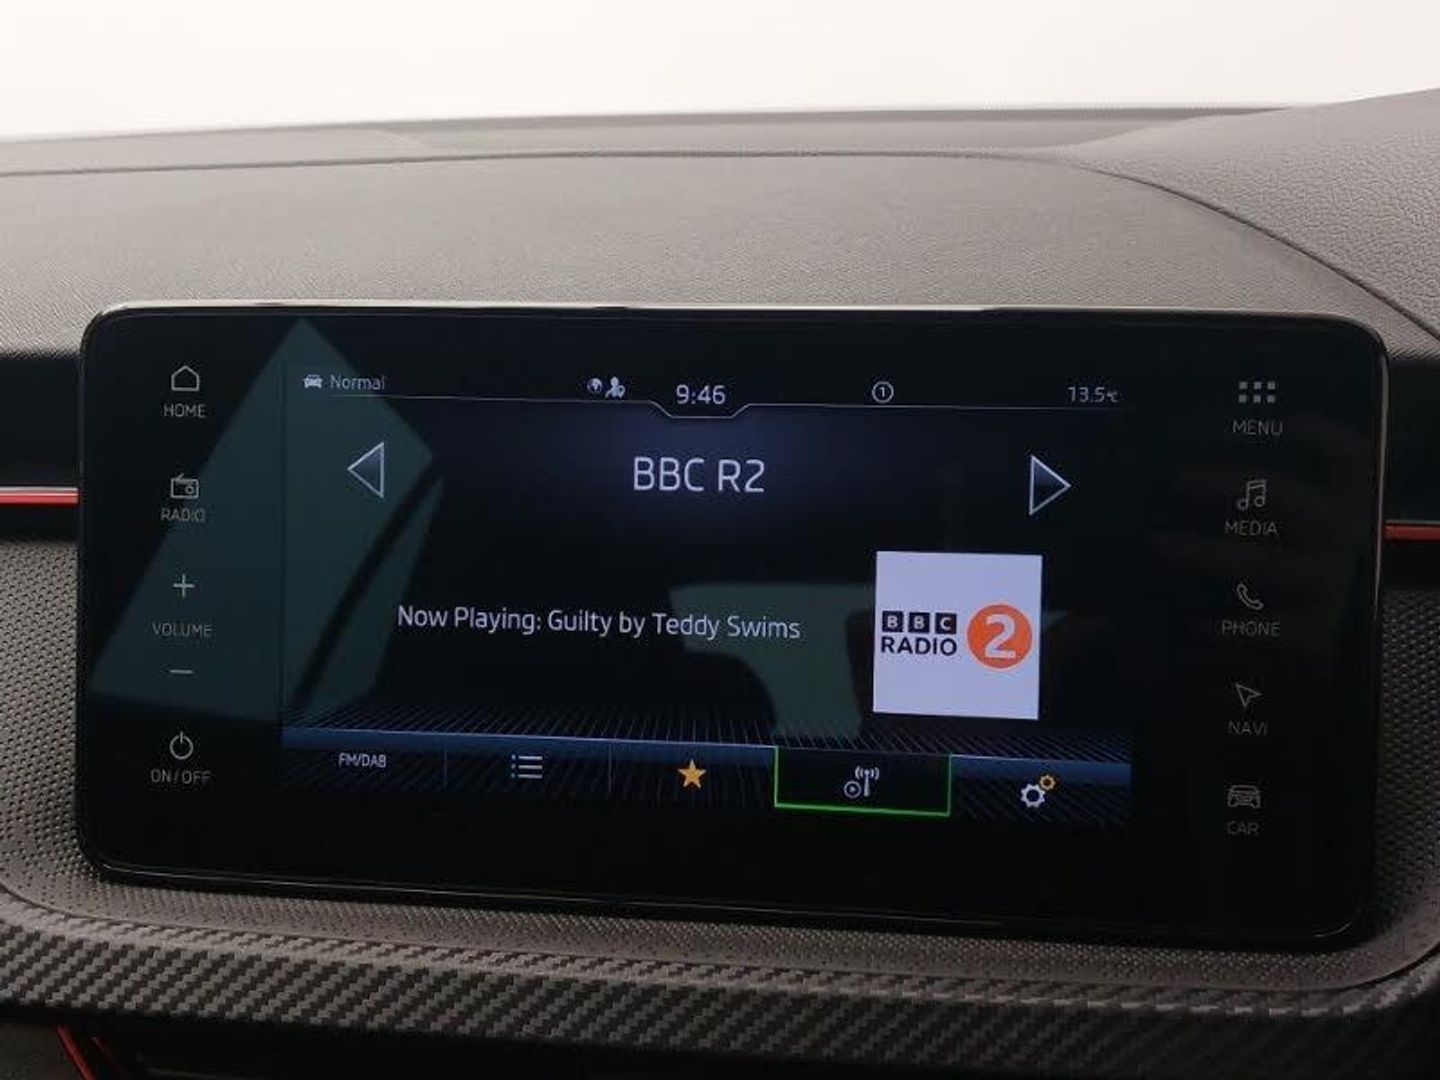 HOME
RADIO
+
VOLUME
−
ON/OFF
Normal
9:46
1
13.5°C
BBC R2
Now Playing: Guilty by Teddy Swims
BBC
RADIO 2
FM/DAB
MENU
MEDIA
PHONE
NAVI
CAR